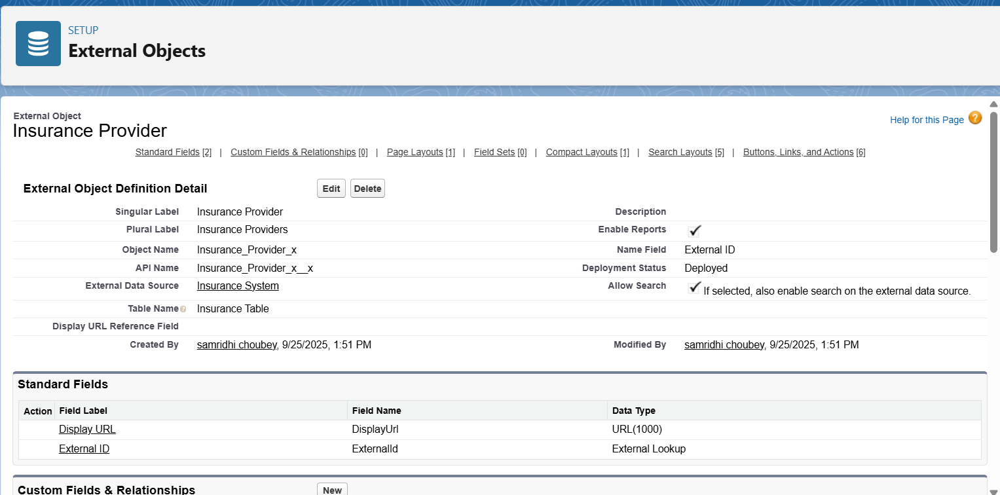 SETUP
External Objects
External Object
Insurance Provider
Help for this Page ?
Standard Fields [2] | Custom Fields & Relationships [0] | Page Layouts [1] | Field Sets [0] | Compact Layouts [1] | Search Layouts [5] | Buttons, Links, and Actions [6]
External Object Definition Detail Edit Delete
Singular Label Insurance Provider Description
Plural Label Insurance Providers Enable Reports
Object Name Insurance_Provider_x Name Field External ID
API Name Insurance_Provider_x__x Deployment Status Deployed
External Data Source Insurance System Allow Search If selected, also enable search on the external data source.
Table Name ? Insurance Table
Display URL Reference Field
Created By samridhi choubey, 9/25/2025, 1:51 PM Modified By samridhi choubey, 9/25/2025, 1:51 PM
Standard Fields
Action Field Label Field Name Data Type
Display URL DisplayUrl URL(1000)
External ID ExternalId External Lookup
Custom Fields & Relationships New